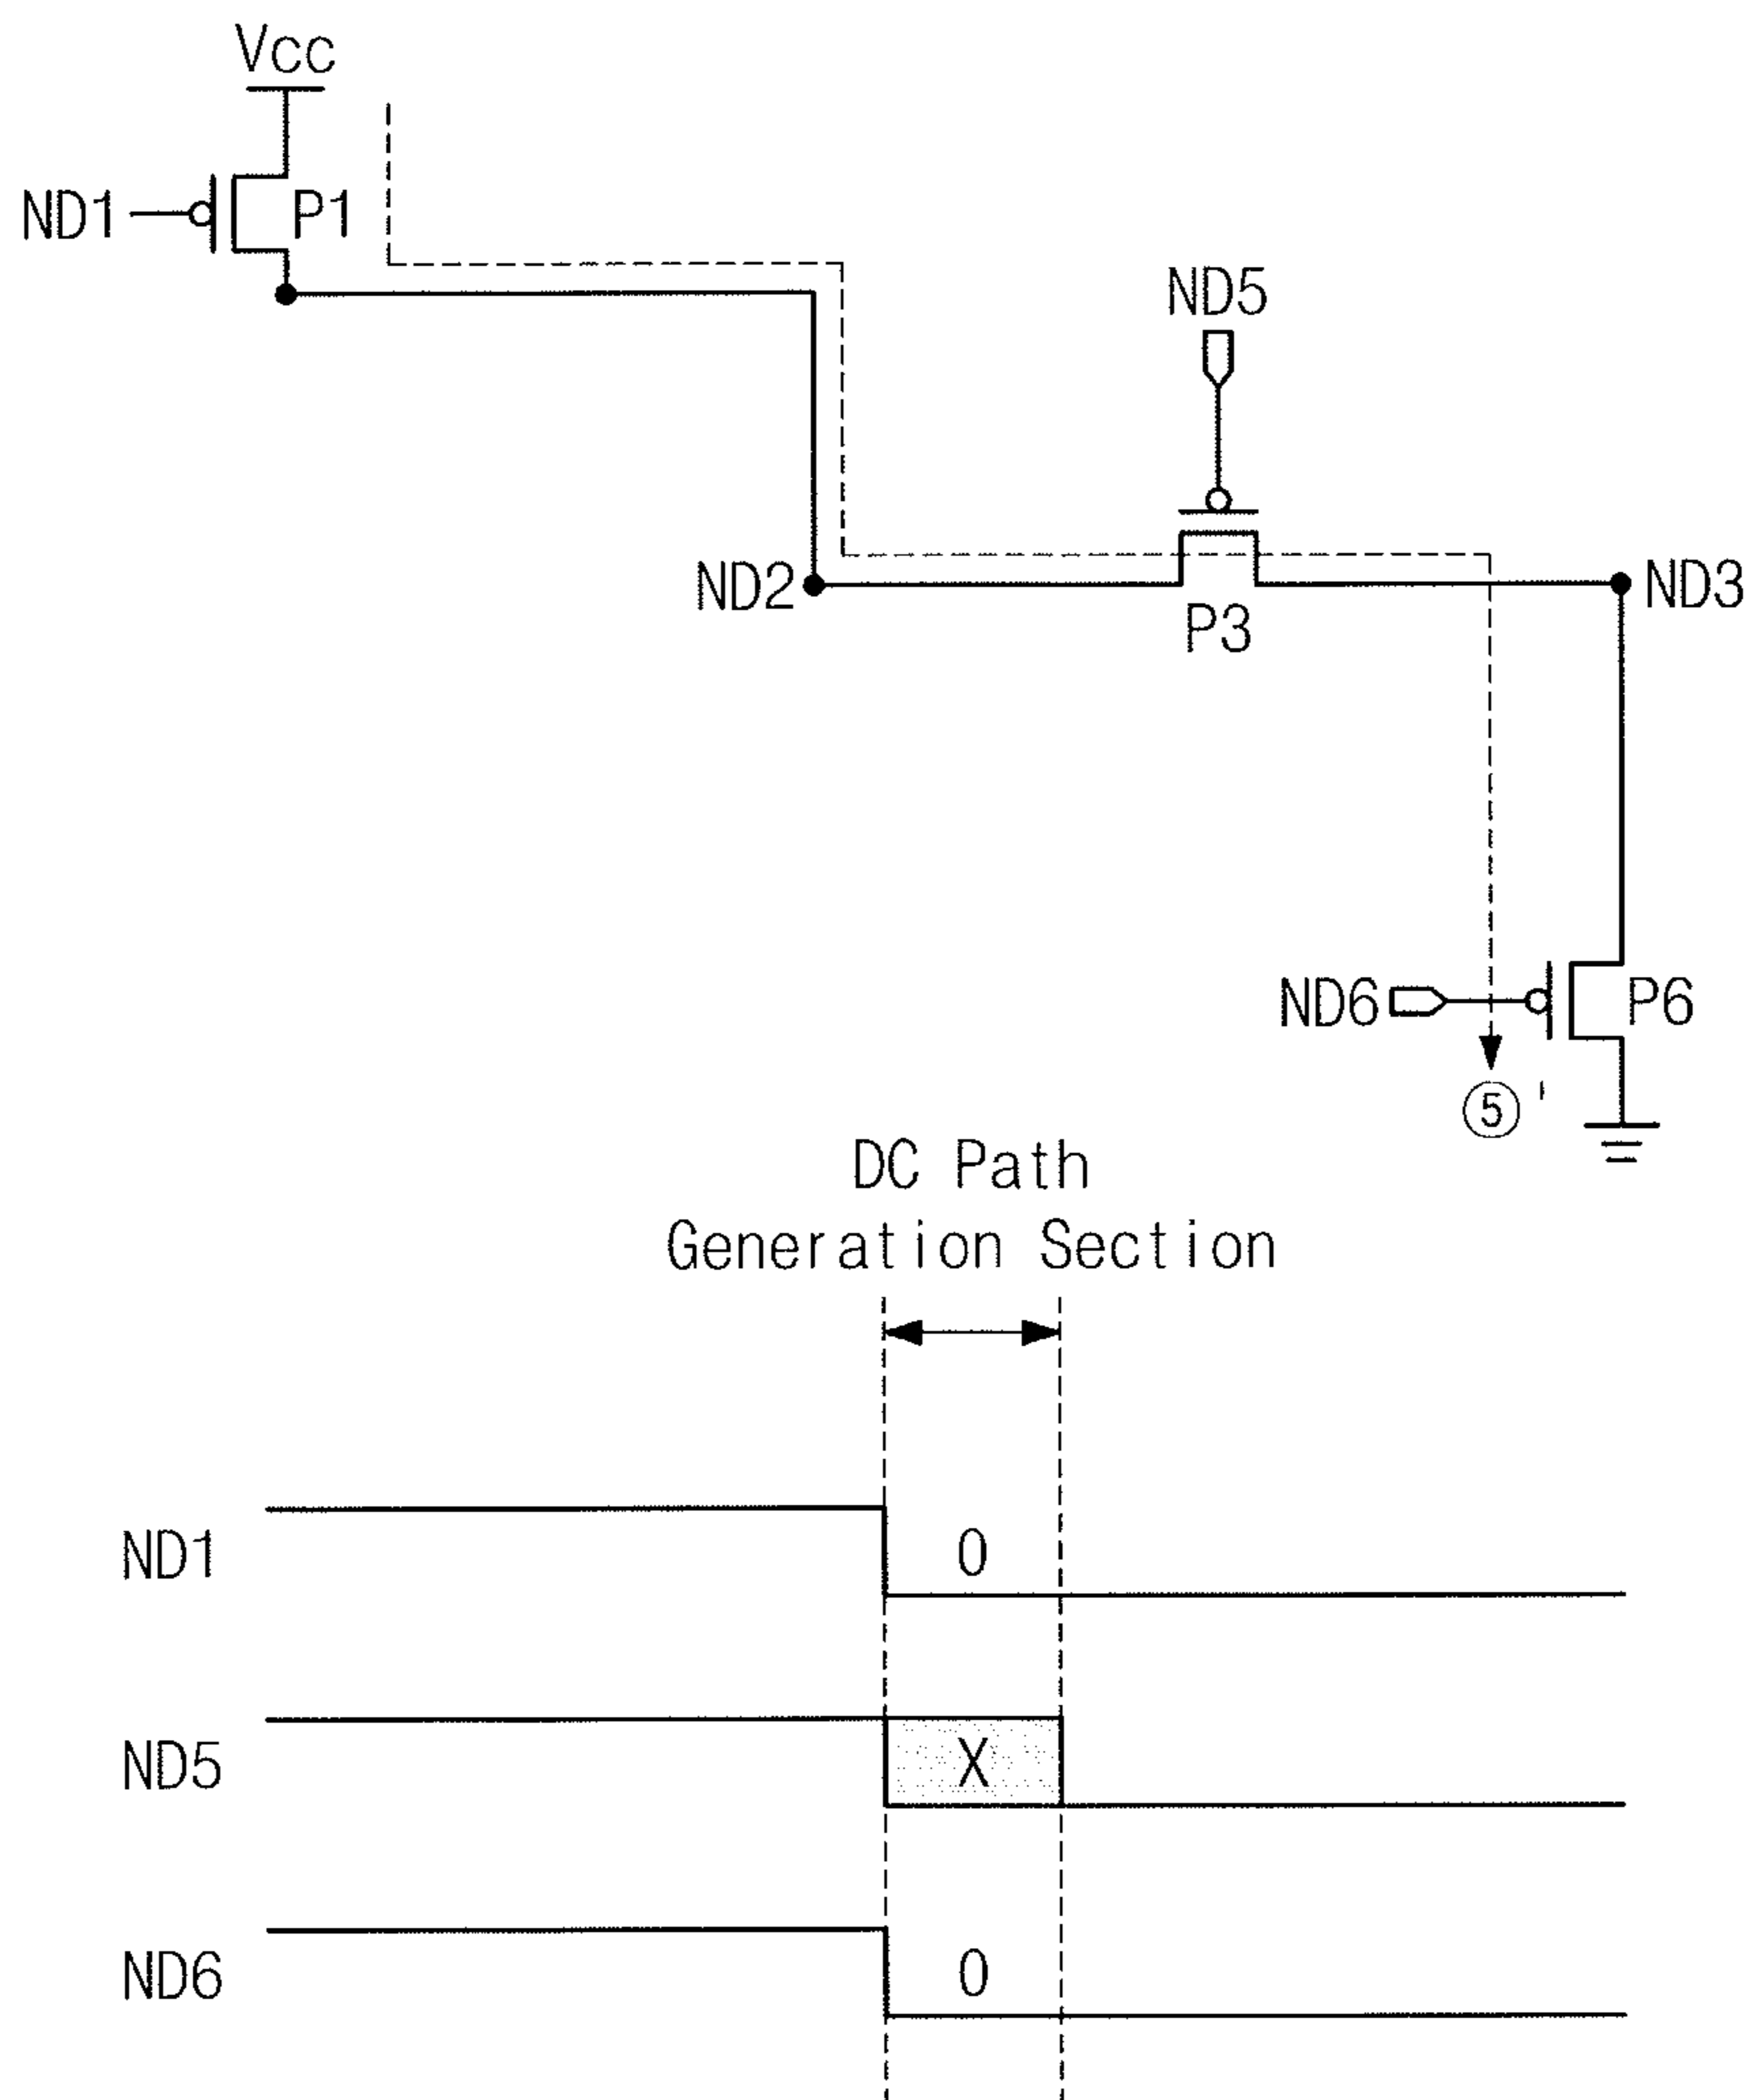 Vcc
ND1
P1
ND5
ND2
ND3
P3
ND6
P6
⑤'
DC Path
Generation Section
ND1
0
ND5
X
ND6
0